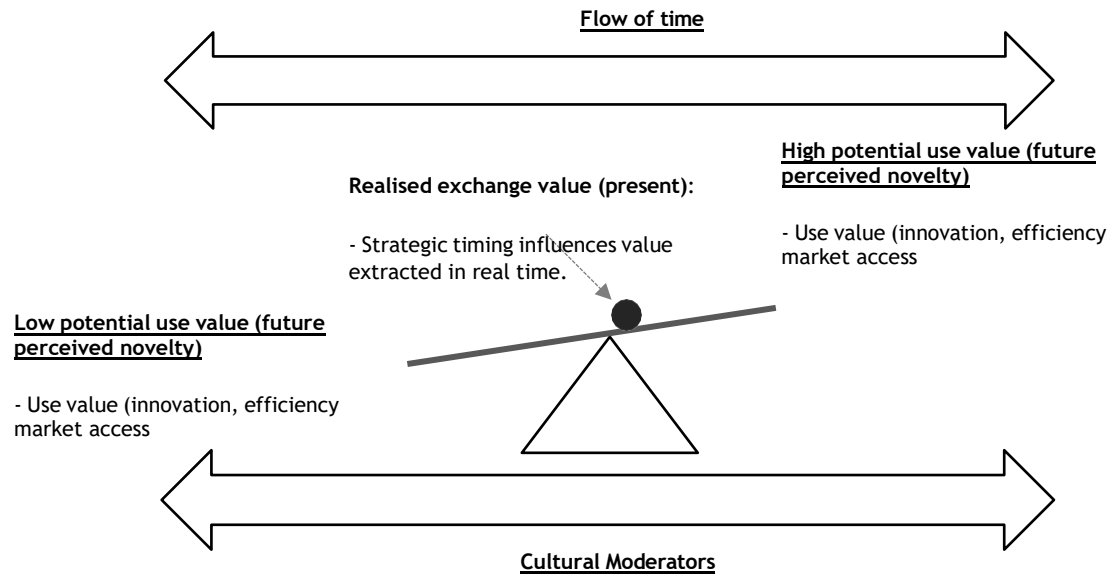 Flow of time
High potential use value (future
perceived novelty)
- Use value (innovation, efficiency
market access
Realised exchange value (present):
- Strategic timing influences value
extracted in real time.
Low potential use value (future
perceived novelty)
- Use value (innovation, efficiency
market access
Cultural Moderators